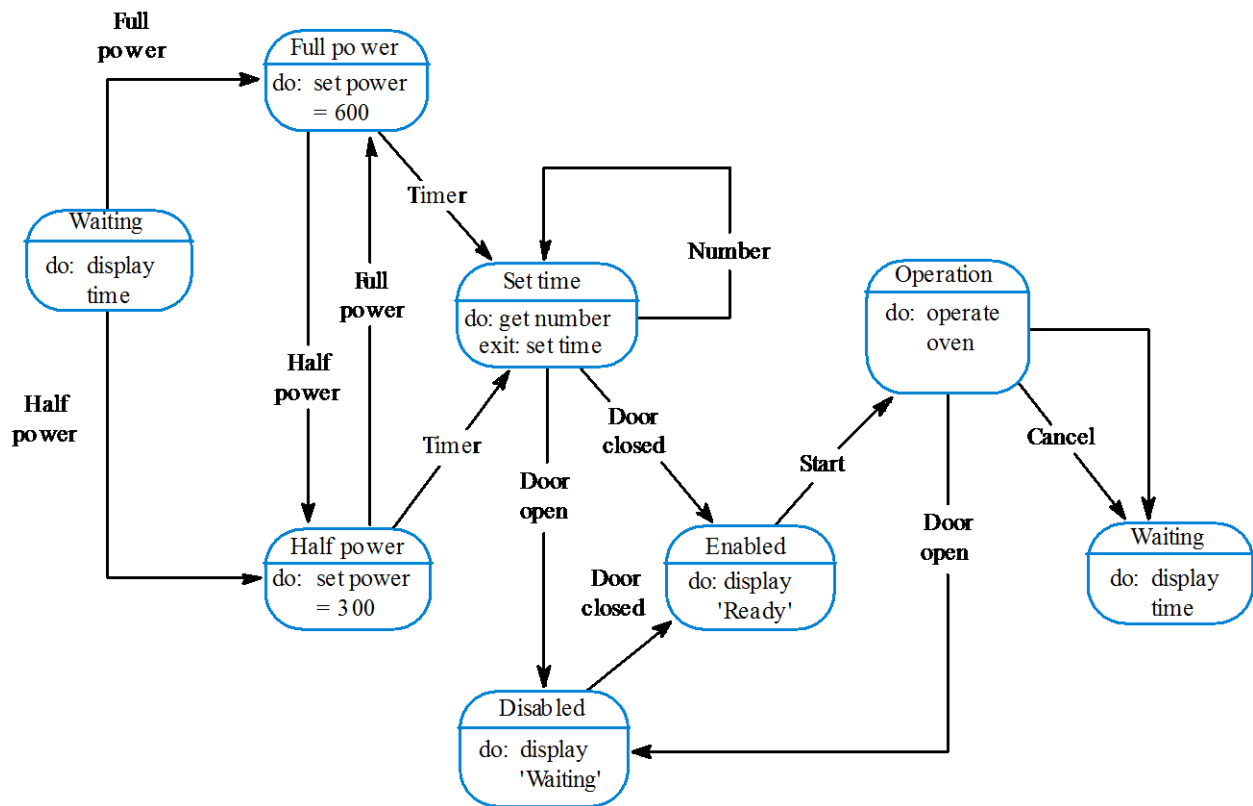 Full
power
Full power
do: set power
= 600
Timer
Waiting
do: display
time
Full
power
Number
Set time
do: get number
exit: set time
Operation
do: operate
oven
Half
power
Half
power
Timer
Door
closed
Cancel
Start
Door
open
Door
open
Half power
do: set power
= 300
Enabled
do: display
'Ready'
Waiting
do: display
time
Door
closed
Disabled
do: display
'Waiting'